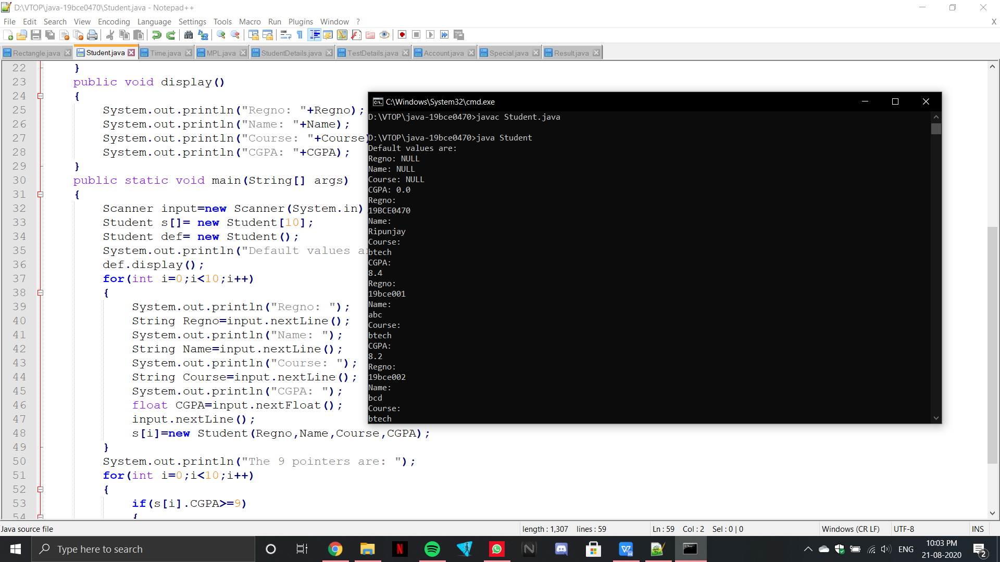 D:\VTOP\java-19bce0470\Student.java - Notepad++
File Edit Search View Encoding Language Settings Tools Macro Run Plugins Window ? X
Rectangle.java Student.java Time.java MPL.java StudentDetails.java TestDetails.java Account.java Special.java Result.java
22 }
23 public void display()
24 {
25 System.out.println("Regno: "+Regno);
26 System.out.println("Name: "+Name);
27 System.out.println("Course: "+Course)
28 System.out.println("CGPA: "+CGPA);
29 }
30 public static void main(String[] args)
31 {
32 Scanner input=new Scanner(System.in)
33 Student s[]= new Student[10];
34 Student def= new Student();
35 System.out.println("Default values a
36 def.display();
37 for(int i=0;i<10;i++)
38 {
39 System.out.println("Regno: ");
40 String Regno=input.nextLine();
41 System.out.println("Name: ");
42 String Name=input.nextLine();
43 System.out.println("Course: ");
44 String Course=input.nextLine();
45 System.out.println("CGPA: ");
46 float CGPA=input.nextFloat();
47 input.nextLine();
48 s[i]=new Student(Regno,Name,Course,CGPA);
49 }
50 System.out.println("The 9 pointers are: ");
51 for(int i=0;i<10;i++)
52 {
53 if(s[i].CGPA>=9)
54 {
C:\Windows\System32\cmd.exe
D:\VTOP\java-19bce0470>javac Student.java
D:\VTOP\java-19bce0470>java Student
Default values are:
Regno: NULL
Name: NULL
Course: NULL
CGPA: 0.0
Regno:
19BCE0470
Name:
Ripunjay
Course:
btech
CGPA:
8.4
Regno:
19bce001
Name:
abc
Course:
btech
CGPA:
8.2
Regno:
19bce002
Name:
bcd
Course:
btech
Java source file length : 1,307 lines : 59 Ln : 59 Col : 2 Sel : 0 | 0 Windows (CR LF) UTF-8 INS
Type here to search
ENG
10:03 PM
21-08-2020
2